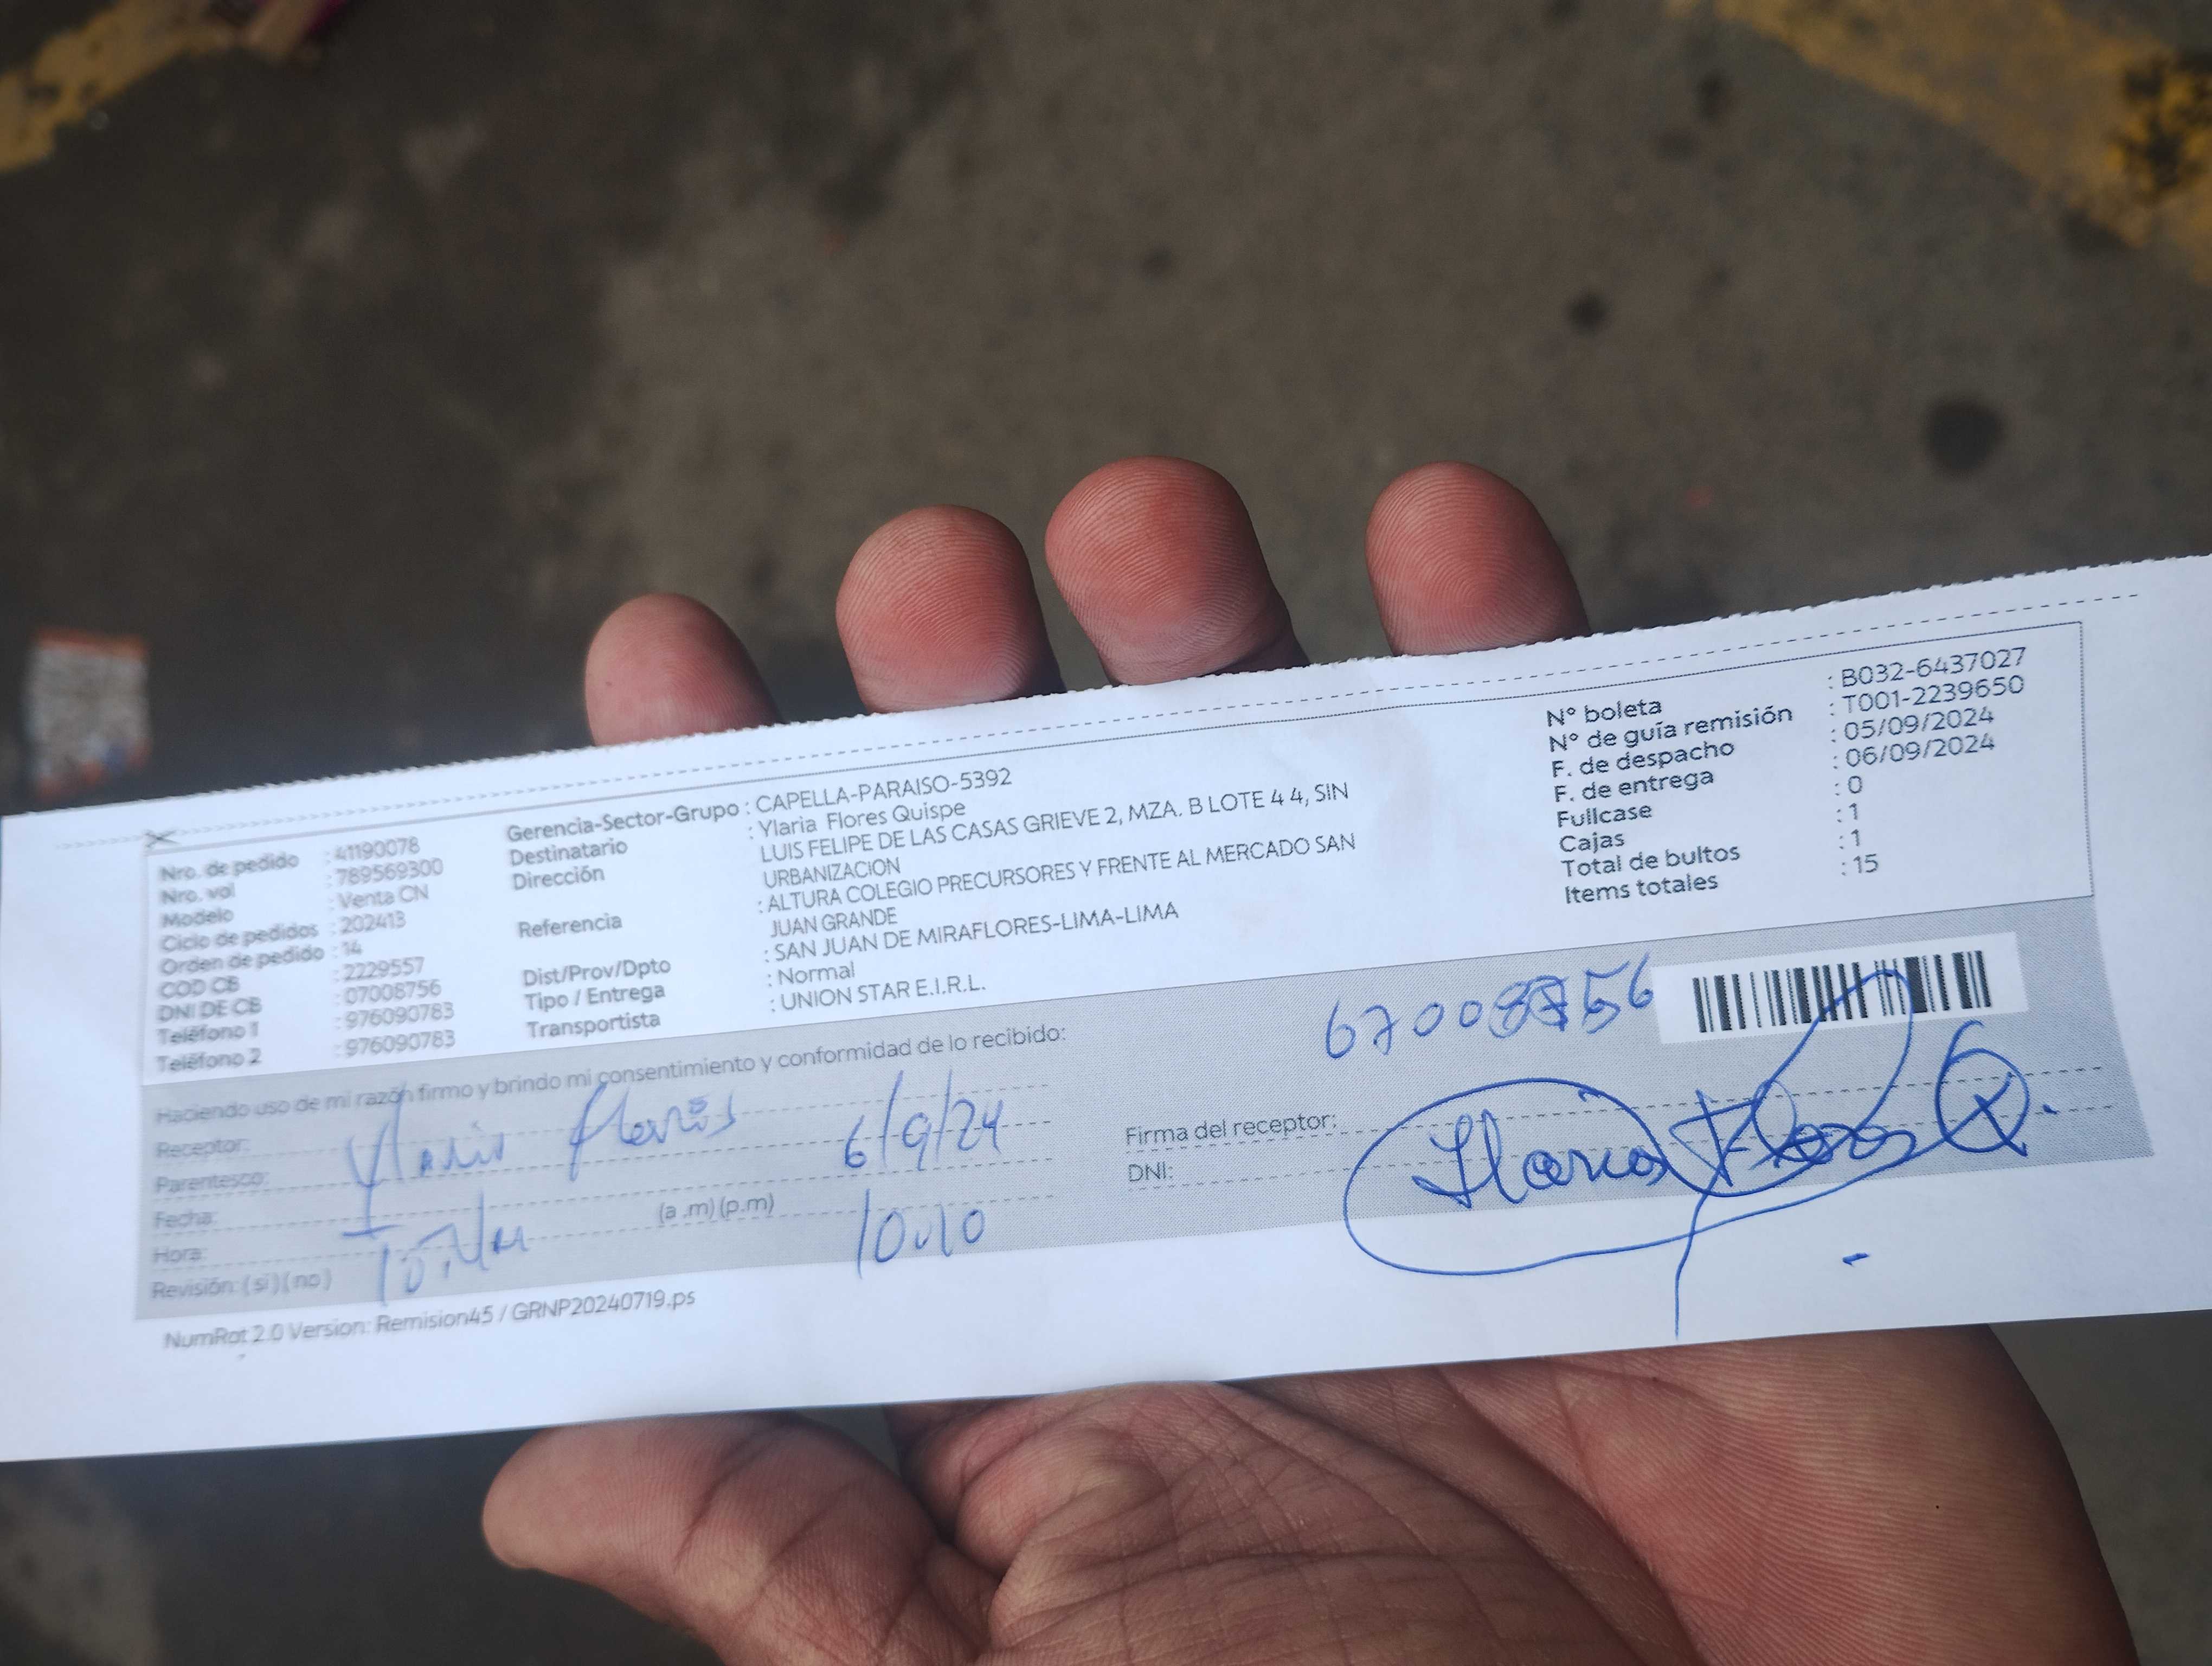 Nro. de pedido : 41190078
Nro. vol : 789569300
Modelo : Venta CN
Ciclo de pedidos : 202413
Orden de pedido : 14
COD CB : 2229557
DNI DE CB : 07008756
Teléfono 1 : 976090783
Teléfono 2 : 976090783
Gerencia-Sector-Grupo : CAPELLA-PARAISO-5392
Destinatario : Ylaria Flores Quispe
Dirección : LUIS FELIPE DE LAS CASAS GRIEVE 2, MZA. B LOTE 4 4, SIN
URBANIZACION
Referencia : ALTURA COLEGIO PRECURSORES Y FRENTE AL MERCADO SAN
JUAN GRANDE
Dist/Prov/Dpto : SAN JUAN DE MIRAFLORES-LIMA-LIMA
Tipo / Entrega : Normal
Transportista : UNION STAR E.I.R.L.
N° boleta : B032-6437027
N° de guía remisión : T001-2239650
F. de despacho : 05/09/2024
F. de entrega : 06/09/2024
Fullcase : 0
Cajas : 1
Total de bultos : 1
Items totales : 15
Haciendo uso de mi razón firmo y brindo mi consentimiento y conformidad de lo recibido:
Receptor:
Parentesco:
Fecha: 6/9/24
Hora: (a .m) (p.m) 10:10
Revisión: ( si ) ( no )
Firma del receptor: Ilaria Flores Q.
DNI:
NumRot 2.0 Version: Remision45 / GRNP20240719.ps